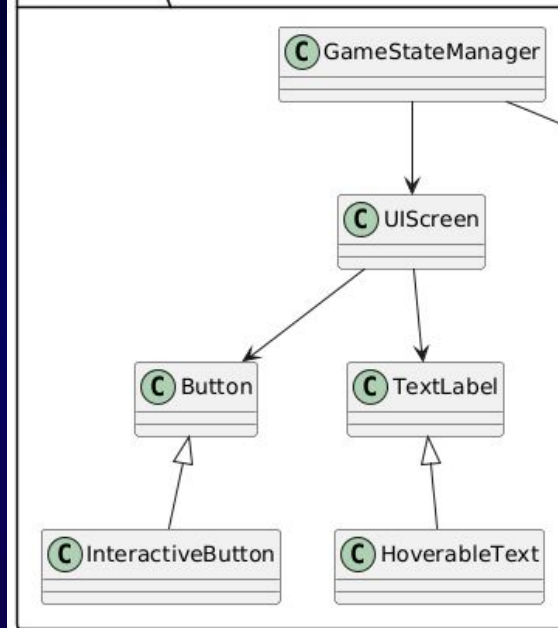 C GameStateManager
C UIScreen
C Button
C TextLabel
C InteractiveButton
C HoverableText